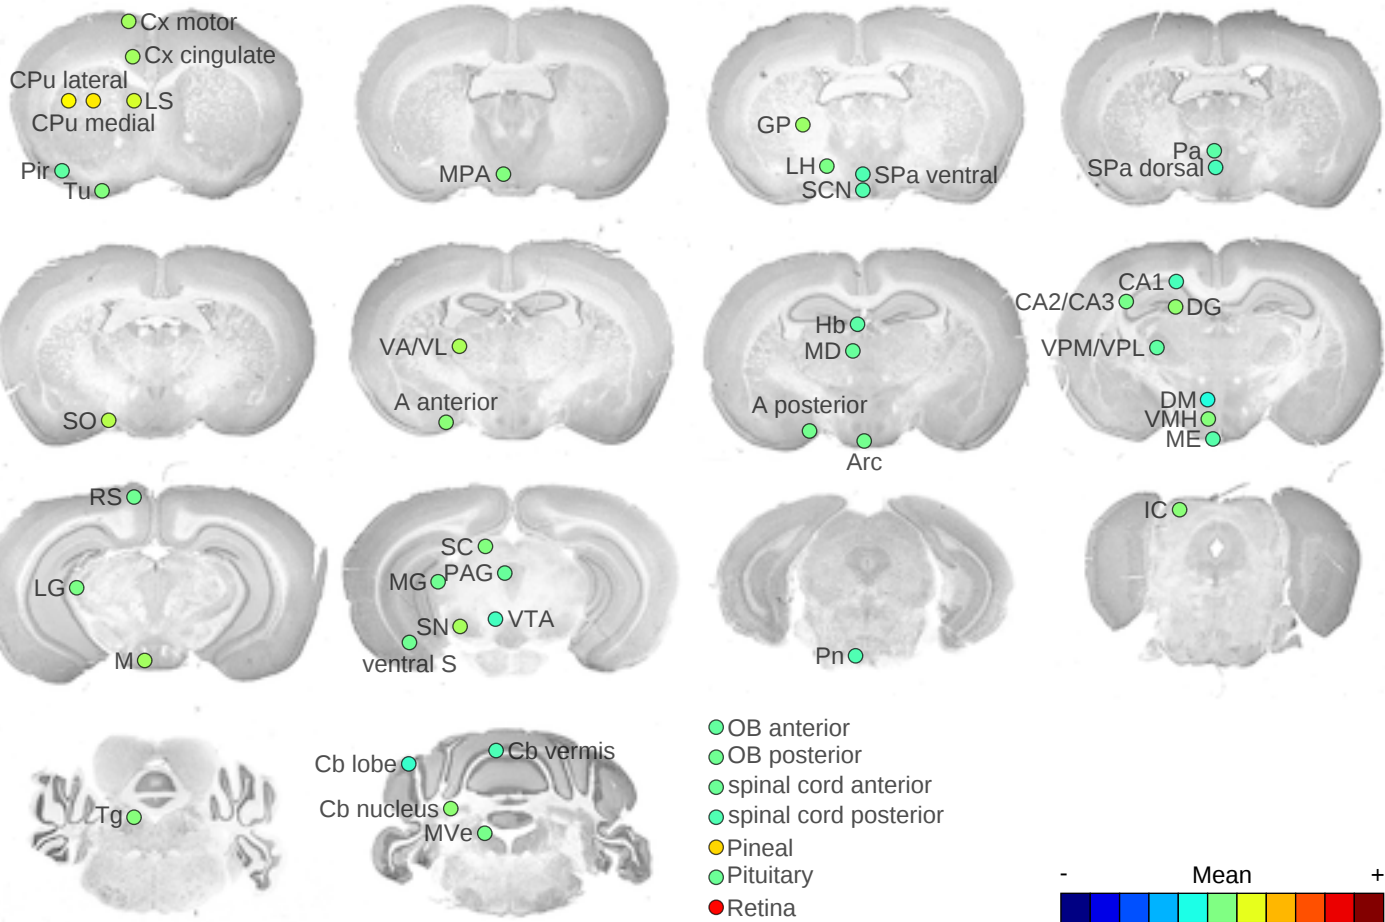 Cx motor
Cx cingulate
CPu lateral
LS
CPu medial
Pir
Tu
MPA
GP
LH
SPa ventral
SCN
Pa
SPa dorsal
SO
VA/VL
A anterior
Hb
MD
A posterior
Arc
CA1
CA2/CA3
DG
VPM/VPL
DM
VMH
ME
RS
LG
M
SC
MG
PAG
SN
VTA
ventral S
Pn
IC
Tg
Cb lobe
Cb vermis
Cb nucleus
MVe
OB anterior
OB posterior
spinal cord anterior
spinal cord posterior
Pineal
Pituitary
Retina
- Mean +